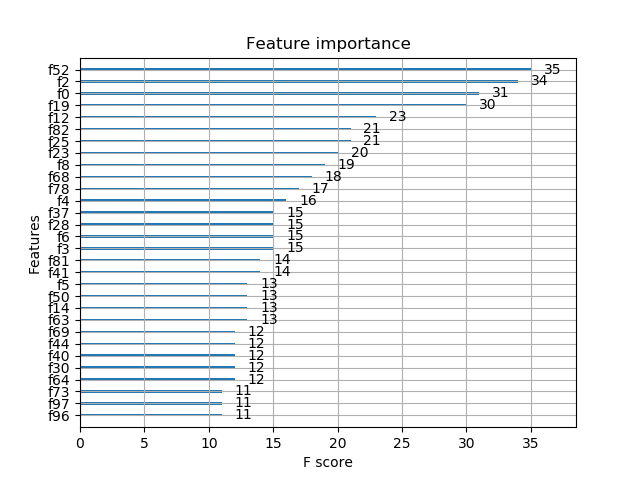 Feature importance
f52 35
f2 34
f0 31
f19 30
f12 23
f82 21
f25 21
f23 20
f8 19
f68 18
f78 17
f4 16
f37 15
f28 15
f6 15
f3 15
f81 14
f41 14
f5 13
f50 13
f14 13
f63 13
f69 12
f44 12
f40 12
f30 12
f64 12
f73 11
f97 11
f96 11
Features
0 5 10 15 20 25 30 35
F score